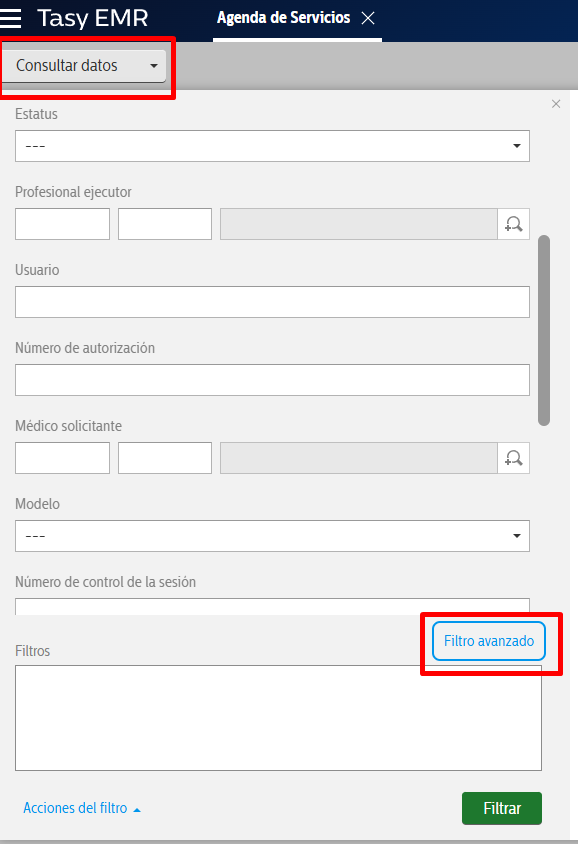 Tasy EMR
Agenda de Servicios
Consultar datos
Estatus
---
Profesional ejecutor
Usuario
Número de autorización
Médico solicitante
Modelo
---
Número de control de la sesión
Filtro avanzado
Filtros
Acciones del filtro
Filtrar